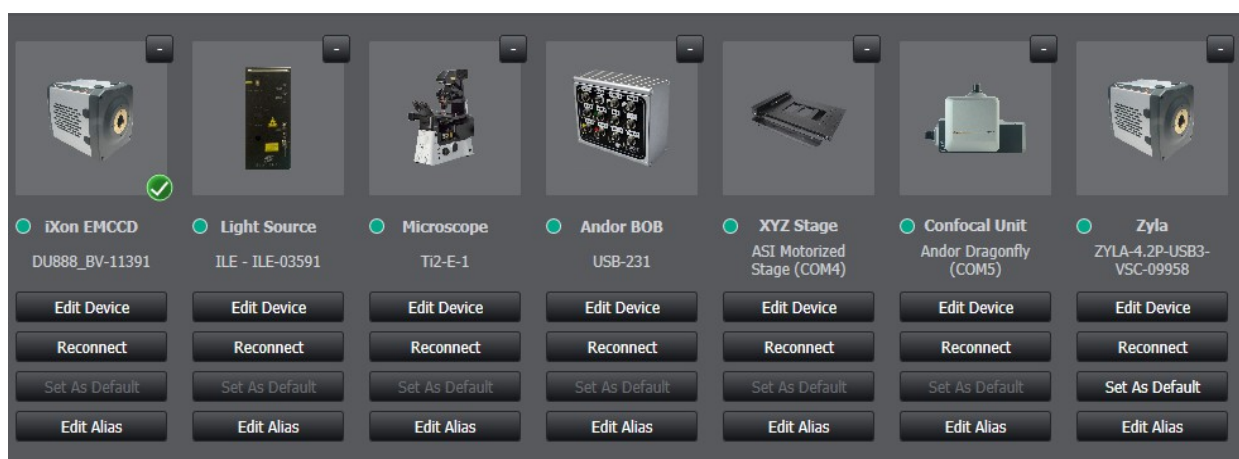 - - - - - - -
iXon EMCCD Light Source Microscope Andor BOB XYZ Stage Confocal Unit Zyla
DU888_BV-11391 ILE - ILE-03591 Ti2-E-1 USB-231 ASI Motorized Stage (COM4) Andor Dragonfly (COM5) ZYLA-4.2P-USB3-VSC-09958
Edit Device Edit Device Edit Device Edit Device Edit Device Edit Device Edit Device
Reconnect Reconnect Reconnect Reconnect Reconnect Reconnect Reconnect
Set As Default Set As Default Set As Default Set As Default Set As Default Set As Default Set As Default
Edit Alias Edit Alias Edit Alias Edit Alias Edit Alias Edit Alias Edit Alias